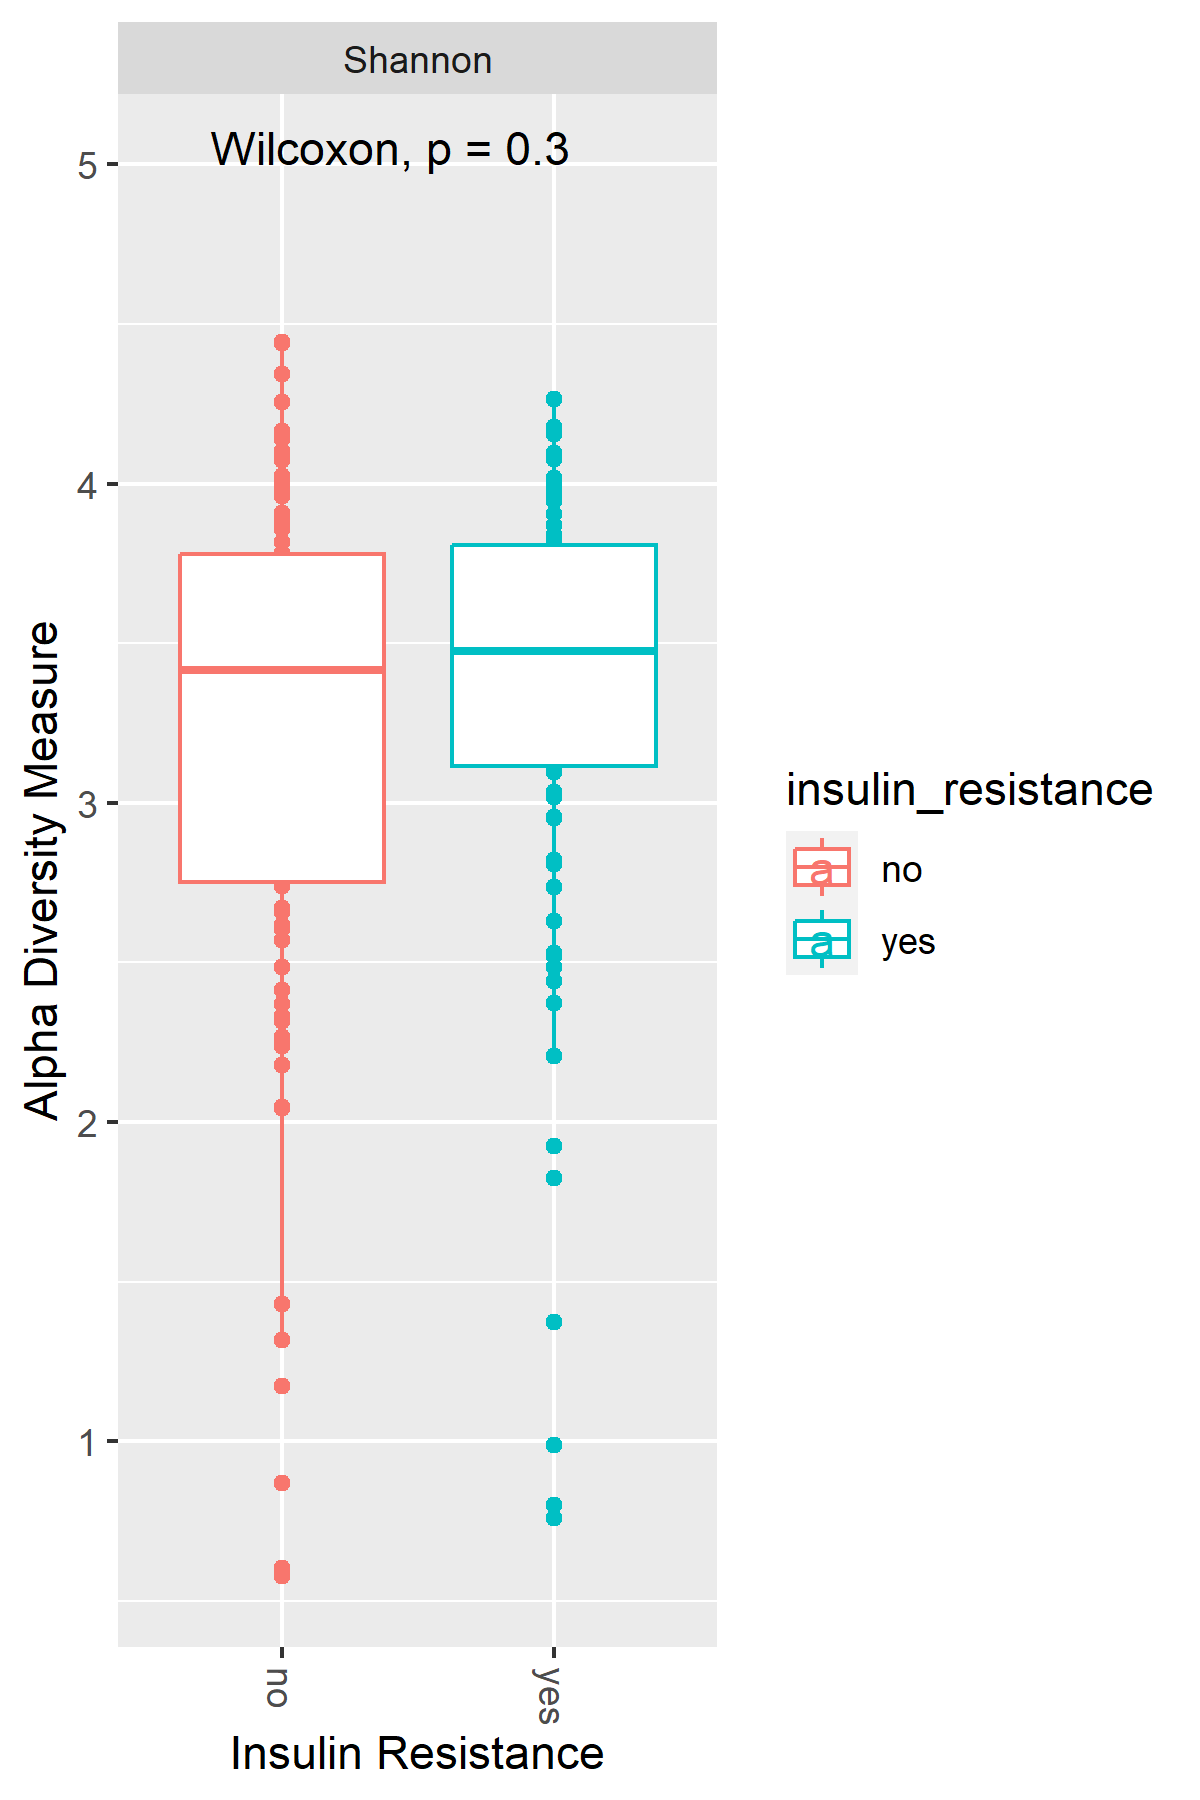 Shannon
Wilcoxon, p = 0.3
5
4
3
2
1
Alpha Diversity Measure
no
yes
Insulin Resistance
insulin_resistance
a no
a yes